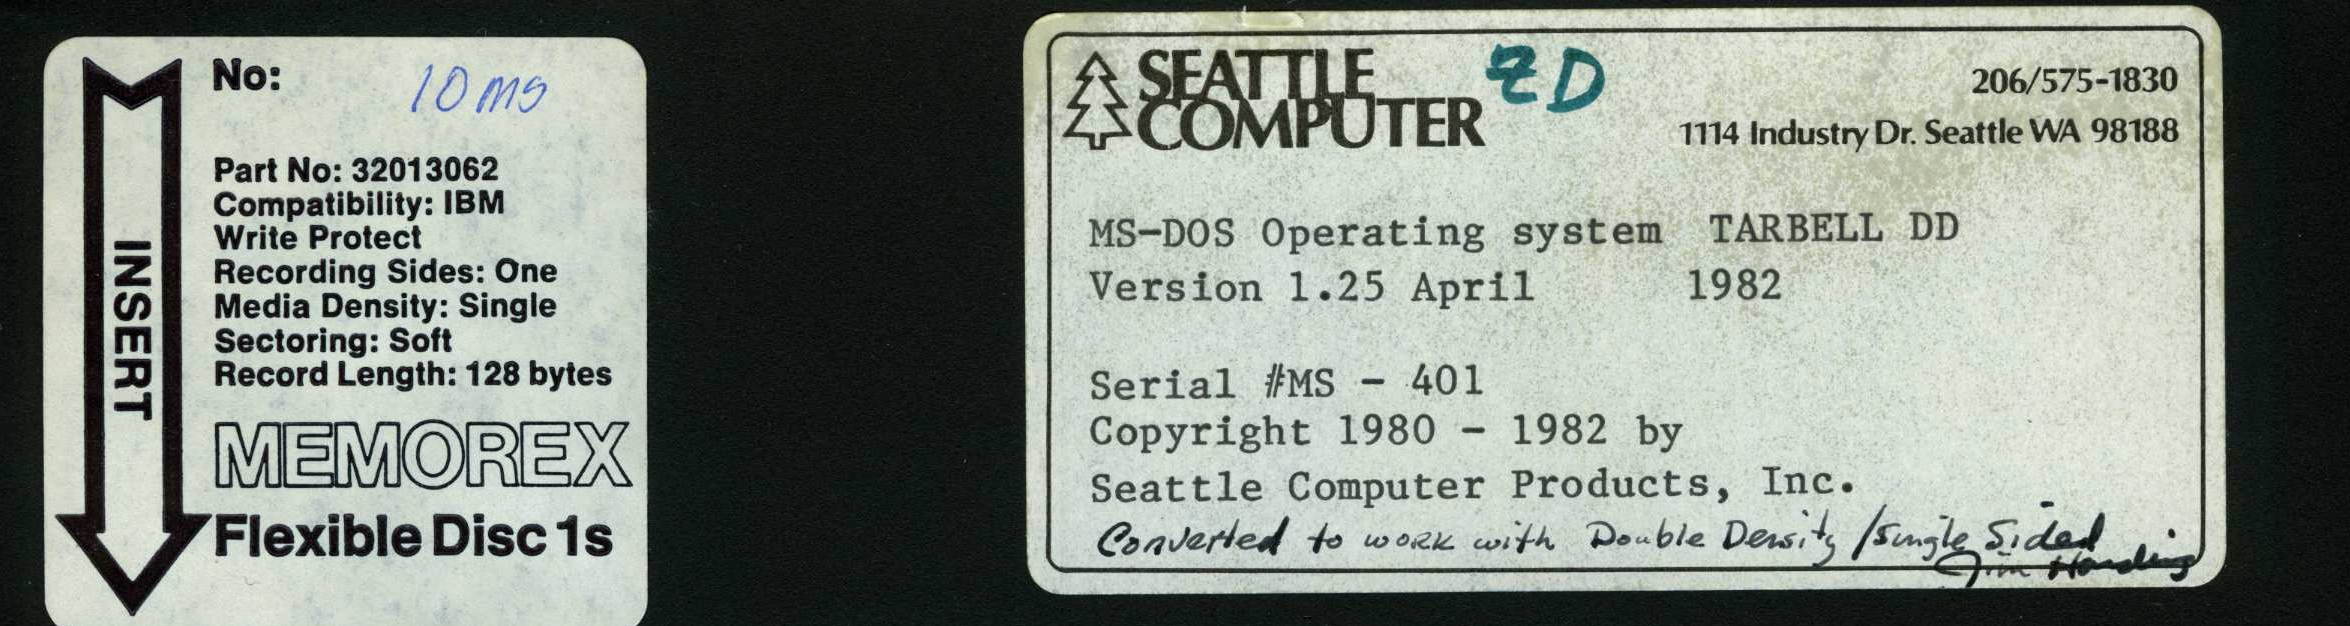 No: 10 ms
Part No: 32013062
Compatibility: IBM
Write Protect
Recording Sides: One
Media Density: Single
Sectoring: Soft
Record Length: 128 bytes
MEMOREX
Flexible Disc 1s
INSERT
SEATTLE
COMPUTER
ZD
206/575-1830
1114 Industry Dr. Seattle WA 98188
MS-DOS Operating system TARBELL DD
Version 1.25 April 1982
Serial #MS - 401
Copyright 1980 - 1982 by
Seattle Computer Products, Inc.
Converted to work with Double Density/Single Sided
Jim Harding